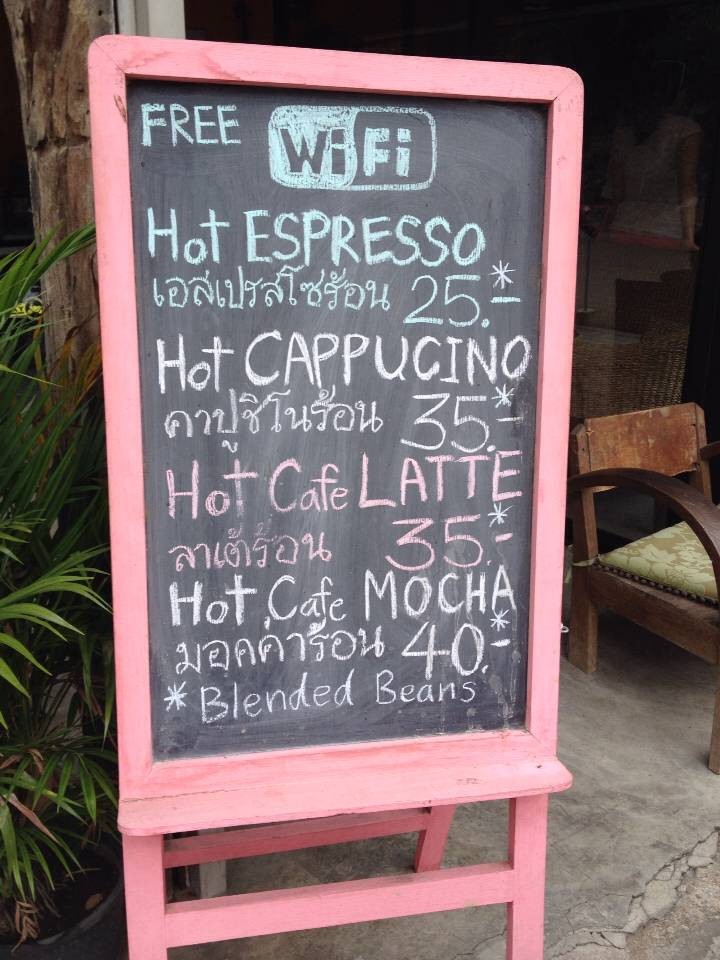 FREE WiFi
Hot ESPRESSO
เอสเปรสโซร้อน 25.-*
Hot CAPPUCINO
คาปูชิโนร้อน 35.-*
Hot Cafe LATTE
ลาเต้ร้อน 35.-*
Hot Cafe MOCHA
มอคค่าร้อน 40.-*
* Blended Beans